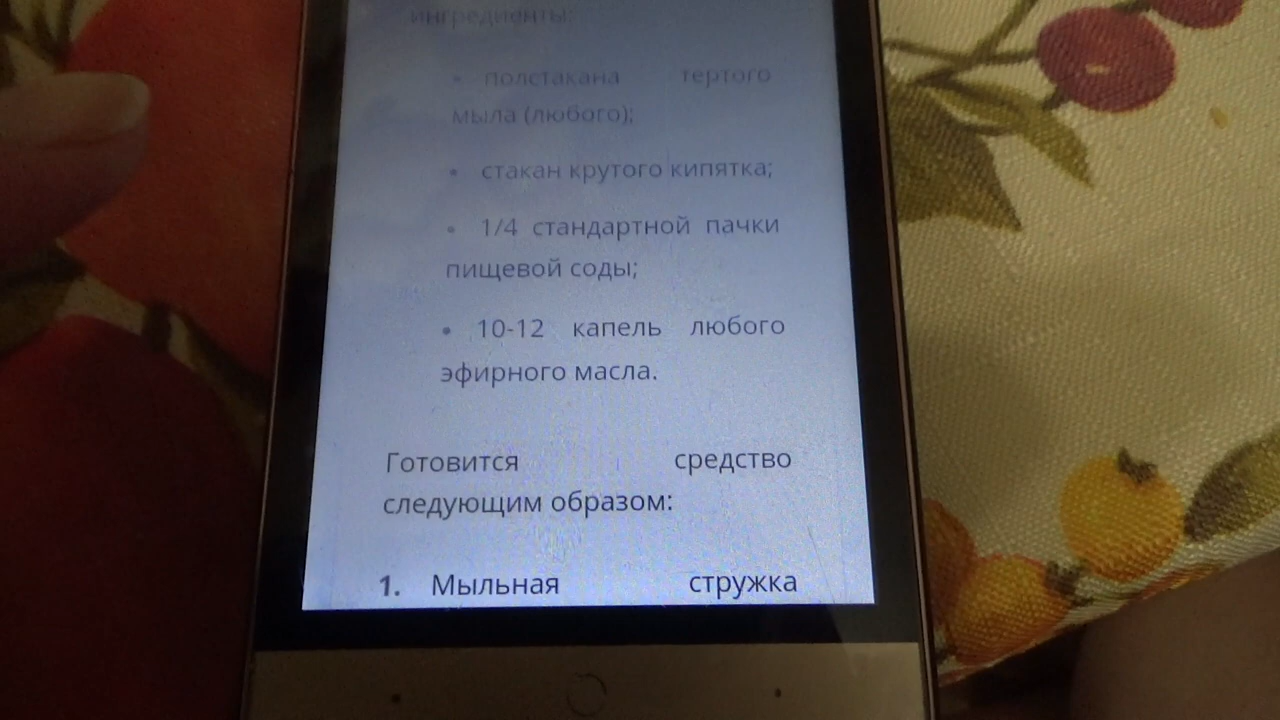 ингредиенты:
• полстакана тертого
мыла (любого);
• стакан крутого кипятка;
• 1/4 стандартной пачки
пищевой соды;
• 10-12 капель любого
эфирного масла.
Готовится средство
следующим образом:
1. Мыльная стружка